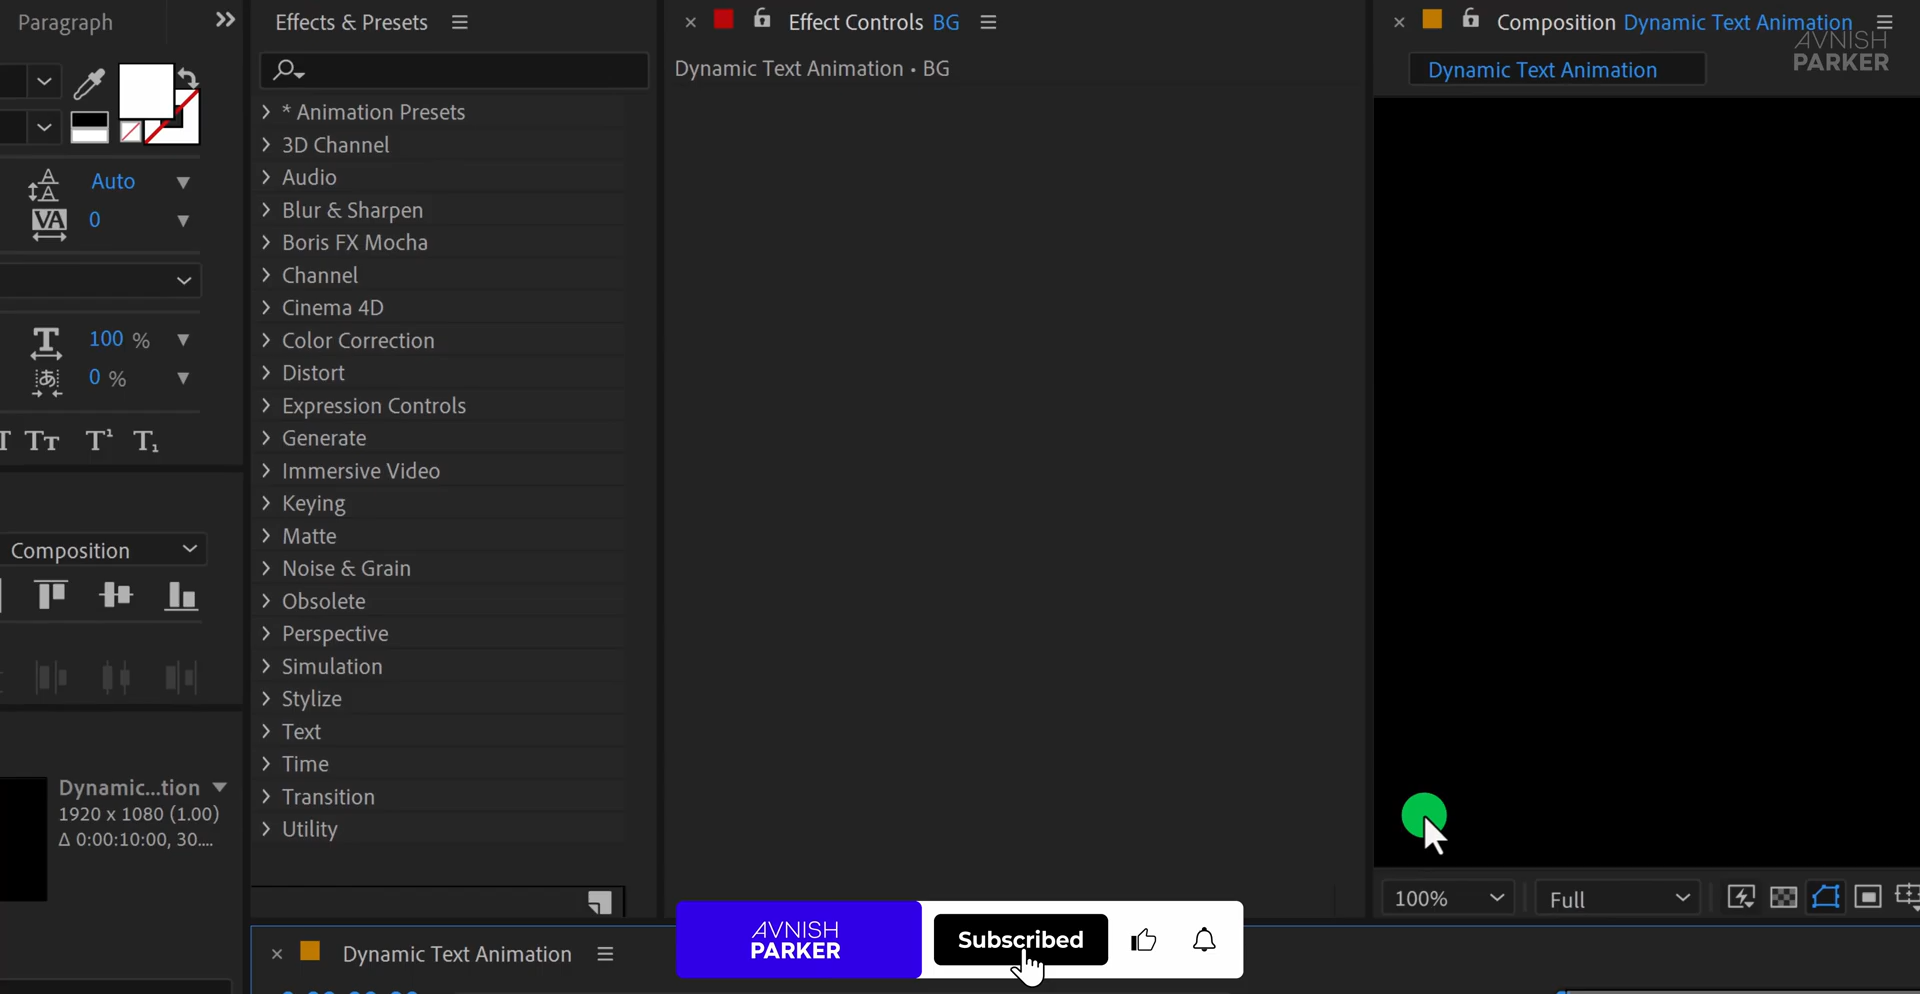 Paragraph
Auto
VA
0
100 %
0 %
Composition
Dynamic...tion
1920 x 1080 (1.00)
Δ 0:00:10:00, 30....
Effects & Presets
* Animation Presets
3D Channel
Audio
Blur & Sharpen
Boris FX Mocha
Channel
Cinema 4D
Color Correction
Distort
Expression Controls
Generate
Immersive Video
Keying
Matte
Noise & Grain
Obsolete
Perspective
Simulation
Stylize
Text
Time
Transition
Utility
Effect Controls BG
Dynamic Text Animation • BG
Composition Dynamic Text Animation
Dynamic Text Animation
AVNISH
PARKER
100%
Full
Dynamic Text Animation
AVNISH
PARKER
Subscribed